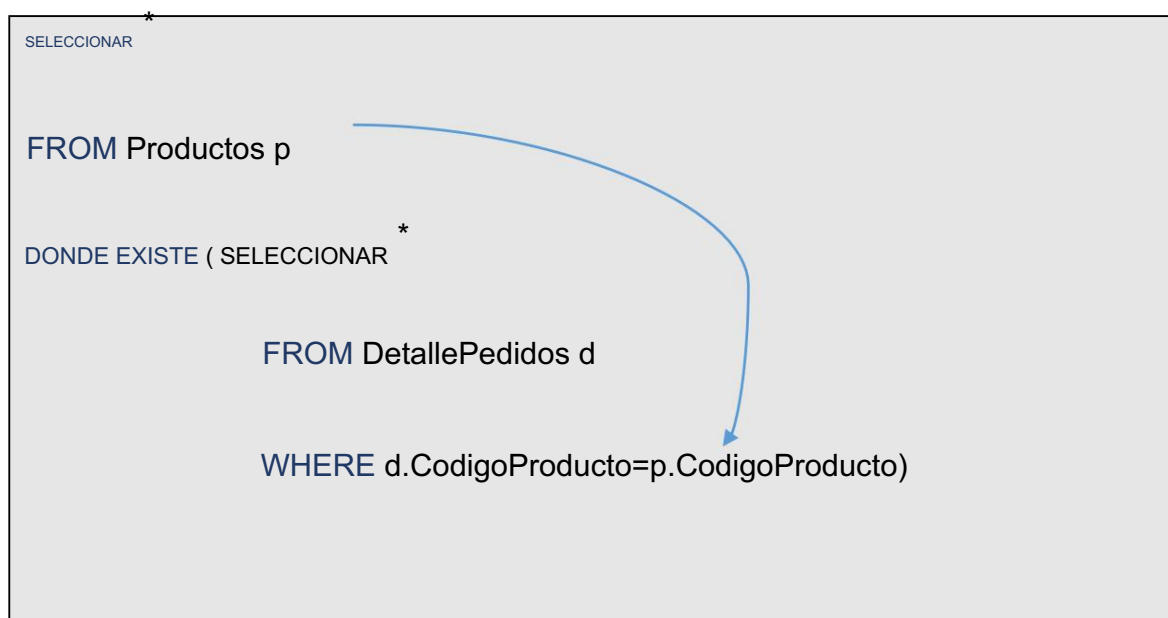 SELECCIONAR *
FROM Productos p
DONDE EXISTE ( SELECCIONAR *
FROM DetallePedidos d
WHERE d.CodigoProducto=p.CodigoProducto)